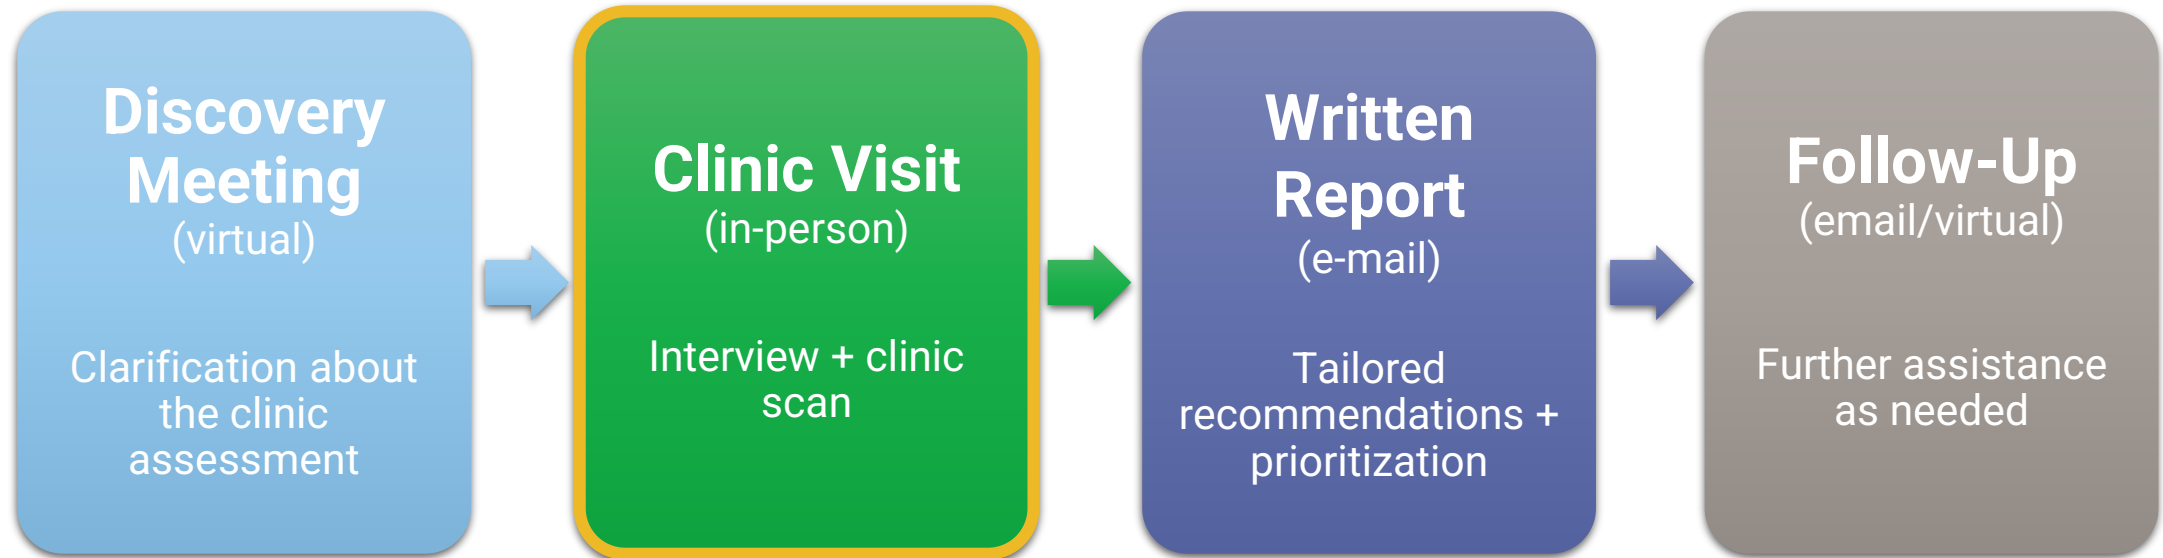 Discovery
Meeting
(virtual)
Clarification about
the clinic
assessment
Clinic Visit
(in-person)
Interview + clinic
scan
Written
Report
(e-mail)
Tailored
recommendations +
prioritization
Follow-Up
(email/virtual)
Further assistance
as needed